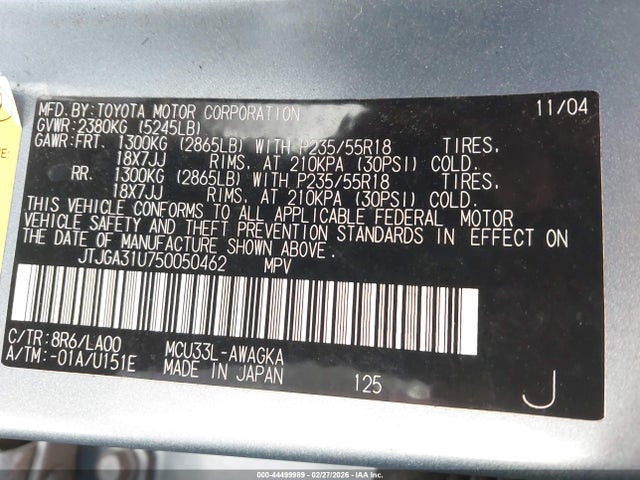 MFD.BY:TOYOTA MOTOR CORPORATION 11/04
GVWR:2380KG (5245LB)
GAWR:FRT. 1300KG (2865LB) WITH P235/55R18 TIRES,
18X7JJ RIMS, AT 210KPA (30PSI) COLD.
RR. 1300KG (2865LB) WITH P235/55R18 TIRES,
18X7JJ RIMS, AT 210KPA (30PSI) COLD.
THIS VEHICLE CONFORMS TO ALL APPLICABLE FEDERAL MOTOR
VEHICLE SAFETY AND THEFT PREVENTION STANDARDS IN EFFECT ON
THE DATE OF MANUFACTURE SHOWN ABOVE.
JTJGA31U750050462 MPV
C/TR:8R6/LA00 MCU33L-AWAGKA
A/TM:-01A/U151E MADE IN JAPAN 125 J
000-44499989 02/27/2026 IAA Inc.